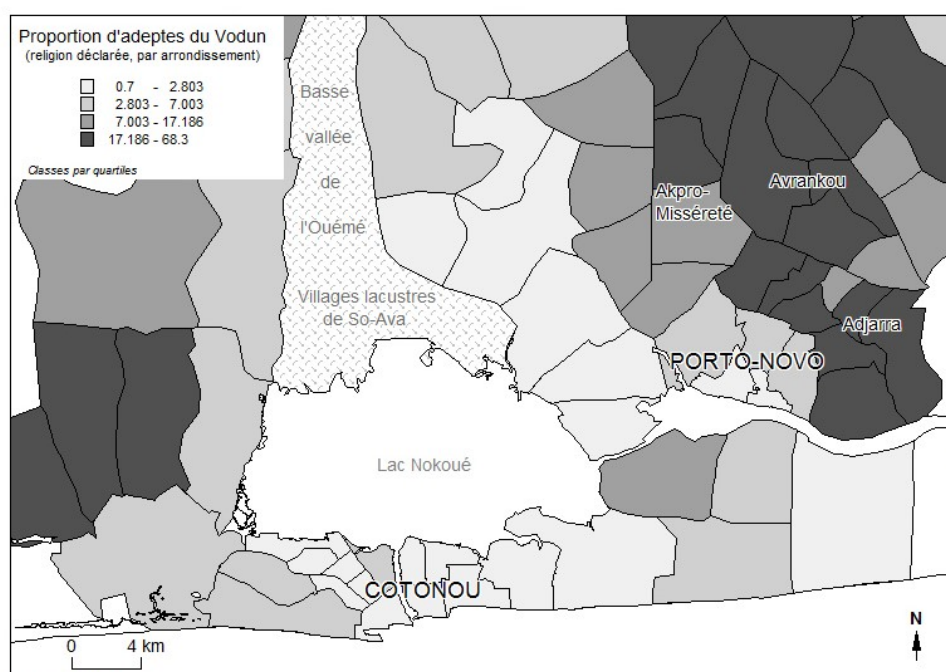 Proportion d'adeptes du Vodun
(religion déclarée, par arrondissement)
0.7 - 2.803
2.803 - 7.003
7.003 - 17.186
17.186 - 68.3
Classes par quartiles
Basse
vallée
de
l'Ouémé
Villages lacustres
de So-Ava
Akpro-
Misséreté
Avrankou
Adjarra
PORTO-NOVO
Lac Nokoué
COTONOU
N
0 4 km